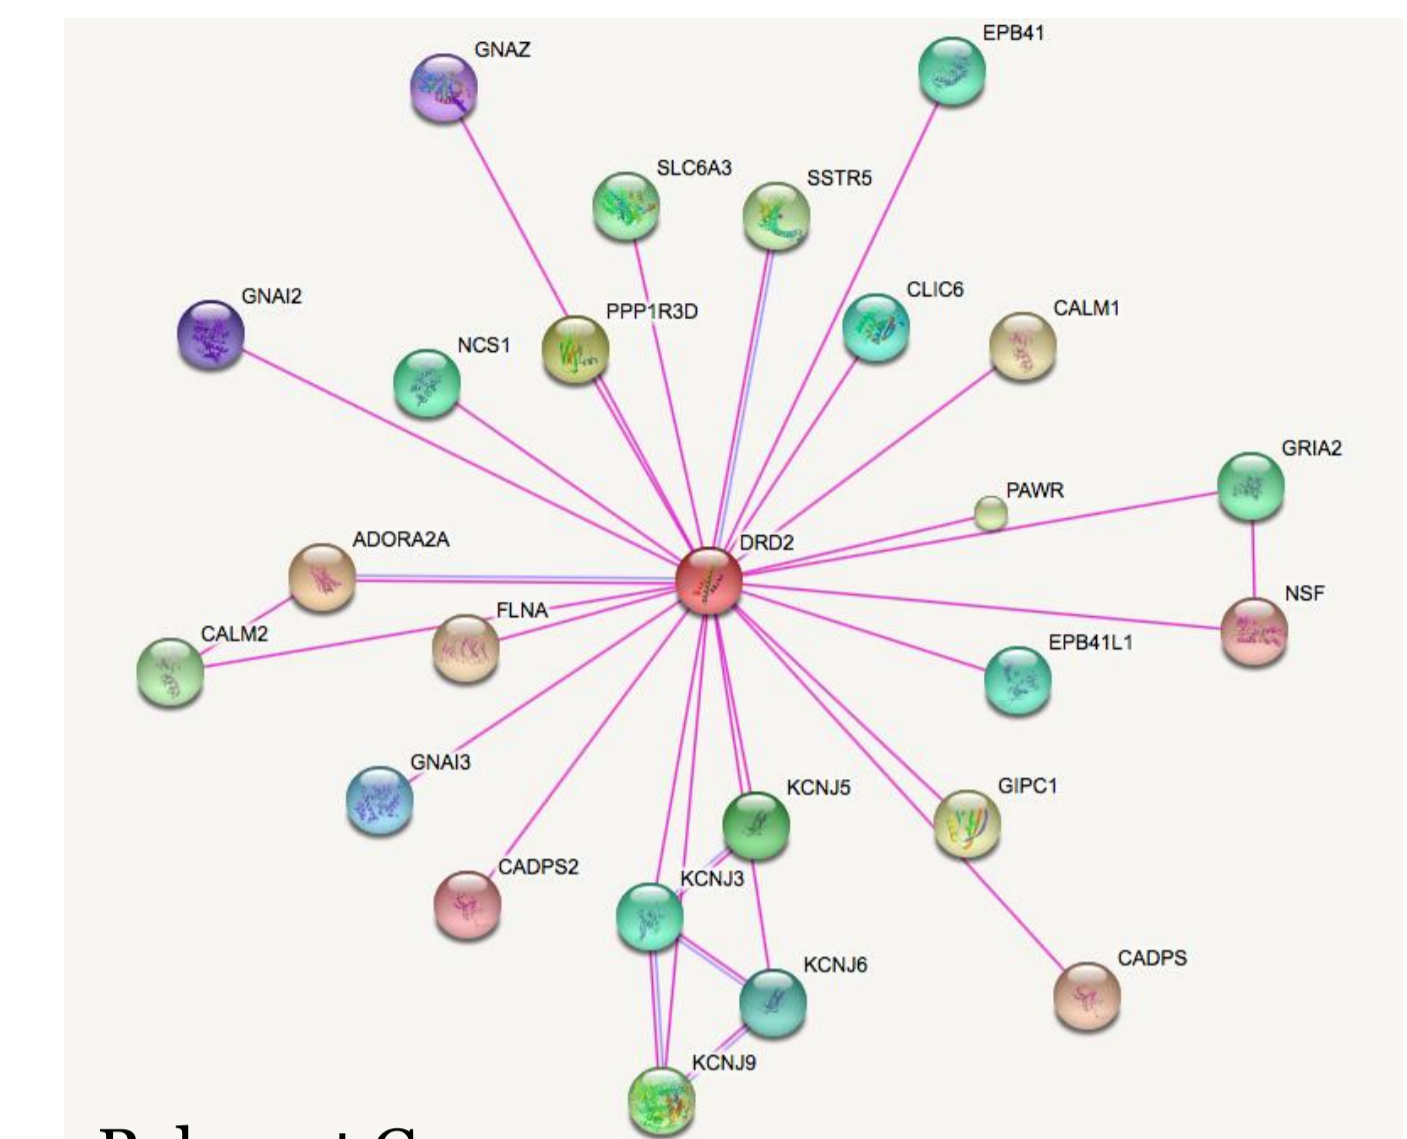 GNAZ
EPB41
SLC6A3
SSTR5
GNAI2
PPP1R3D
CLIC6
CALM1
NCS1
GRIA2
PAWR
ADORA2A
DRD2
NSF
FLNA
CALM2
EPB41L1
GNAI3
KCNJ5
GIPC1
CADPS2
KCNJ3
CADPS
KCNJ6
KCNJ9